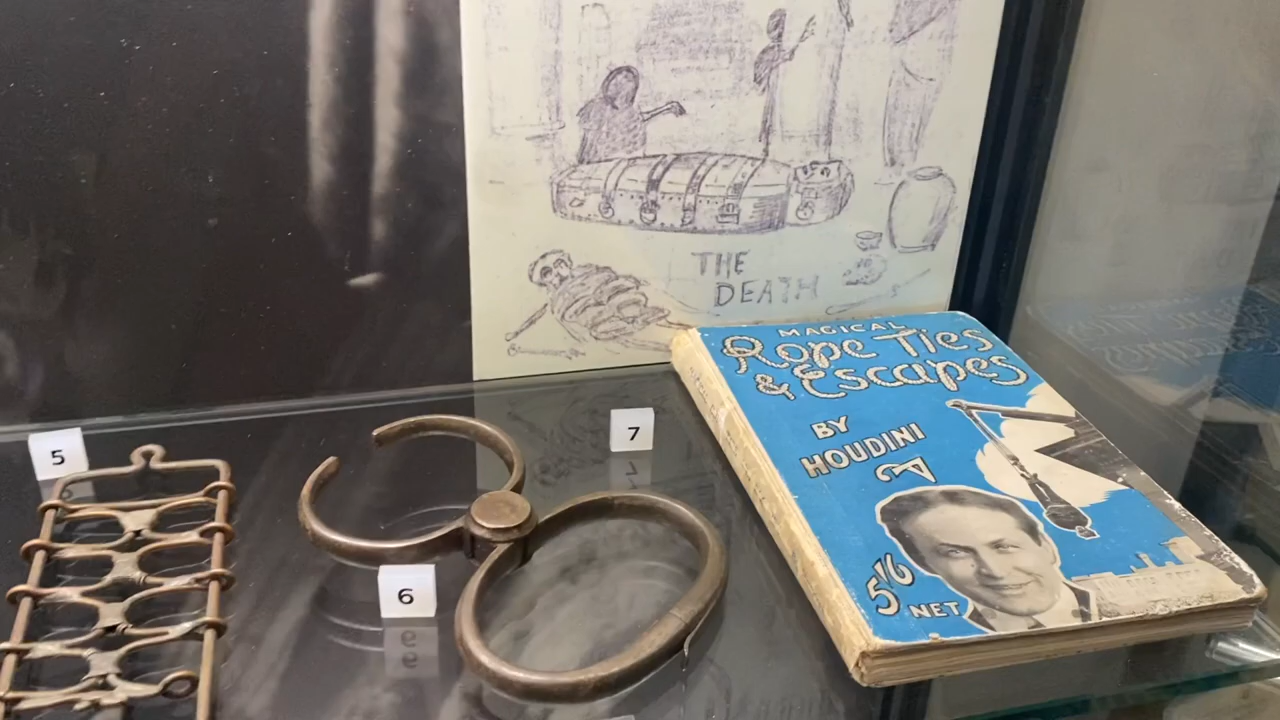 THE
DEATH
MAGICAL
Rope Ties
& Escapes
BY
HOUDINI
5/6
NET
5
6
7